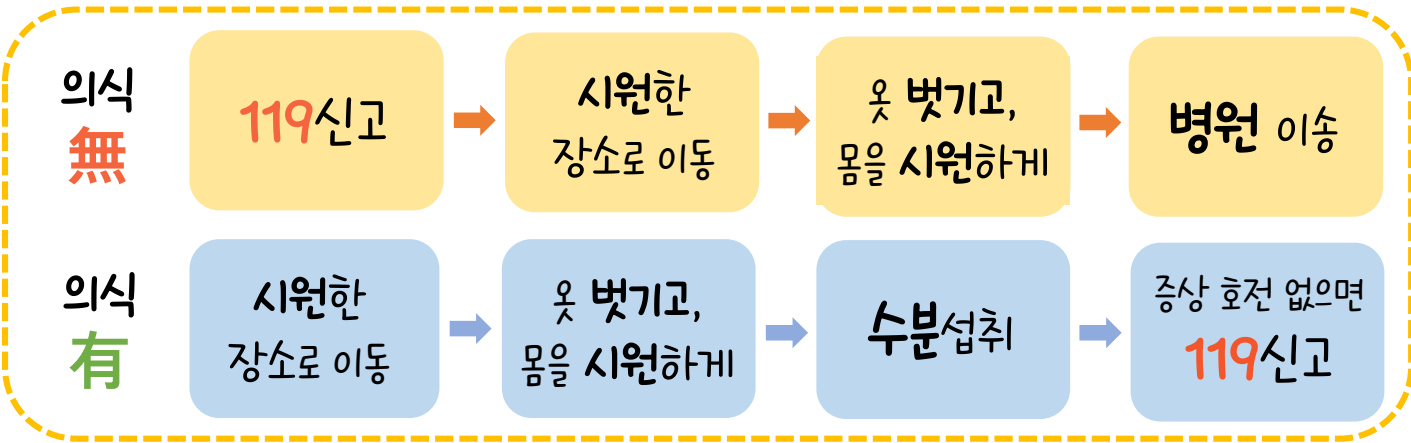 의식
無
119신고
시원한
장소로 이동
옷 벗기고,
몸을 시원하게
병원 이송
의식
有
시원한
장소로 이동
옷 벗기고,
몸을 시원하게
수분섭취
증상 호전 없으면
119신고